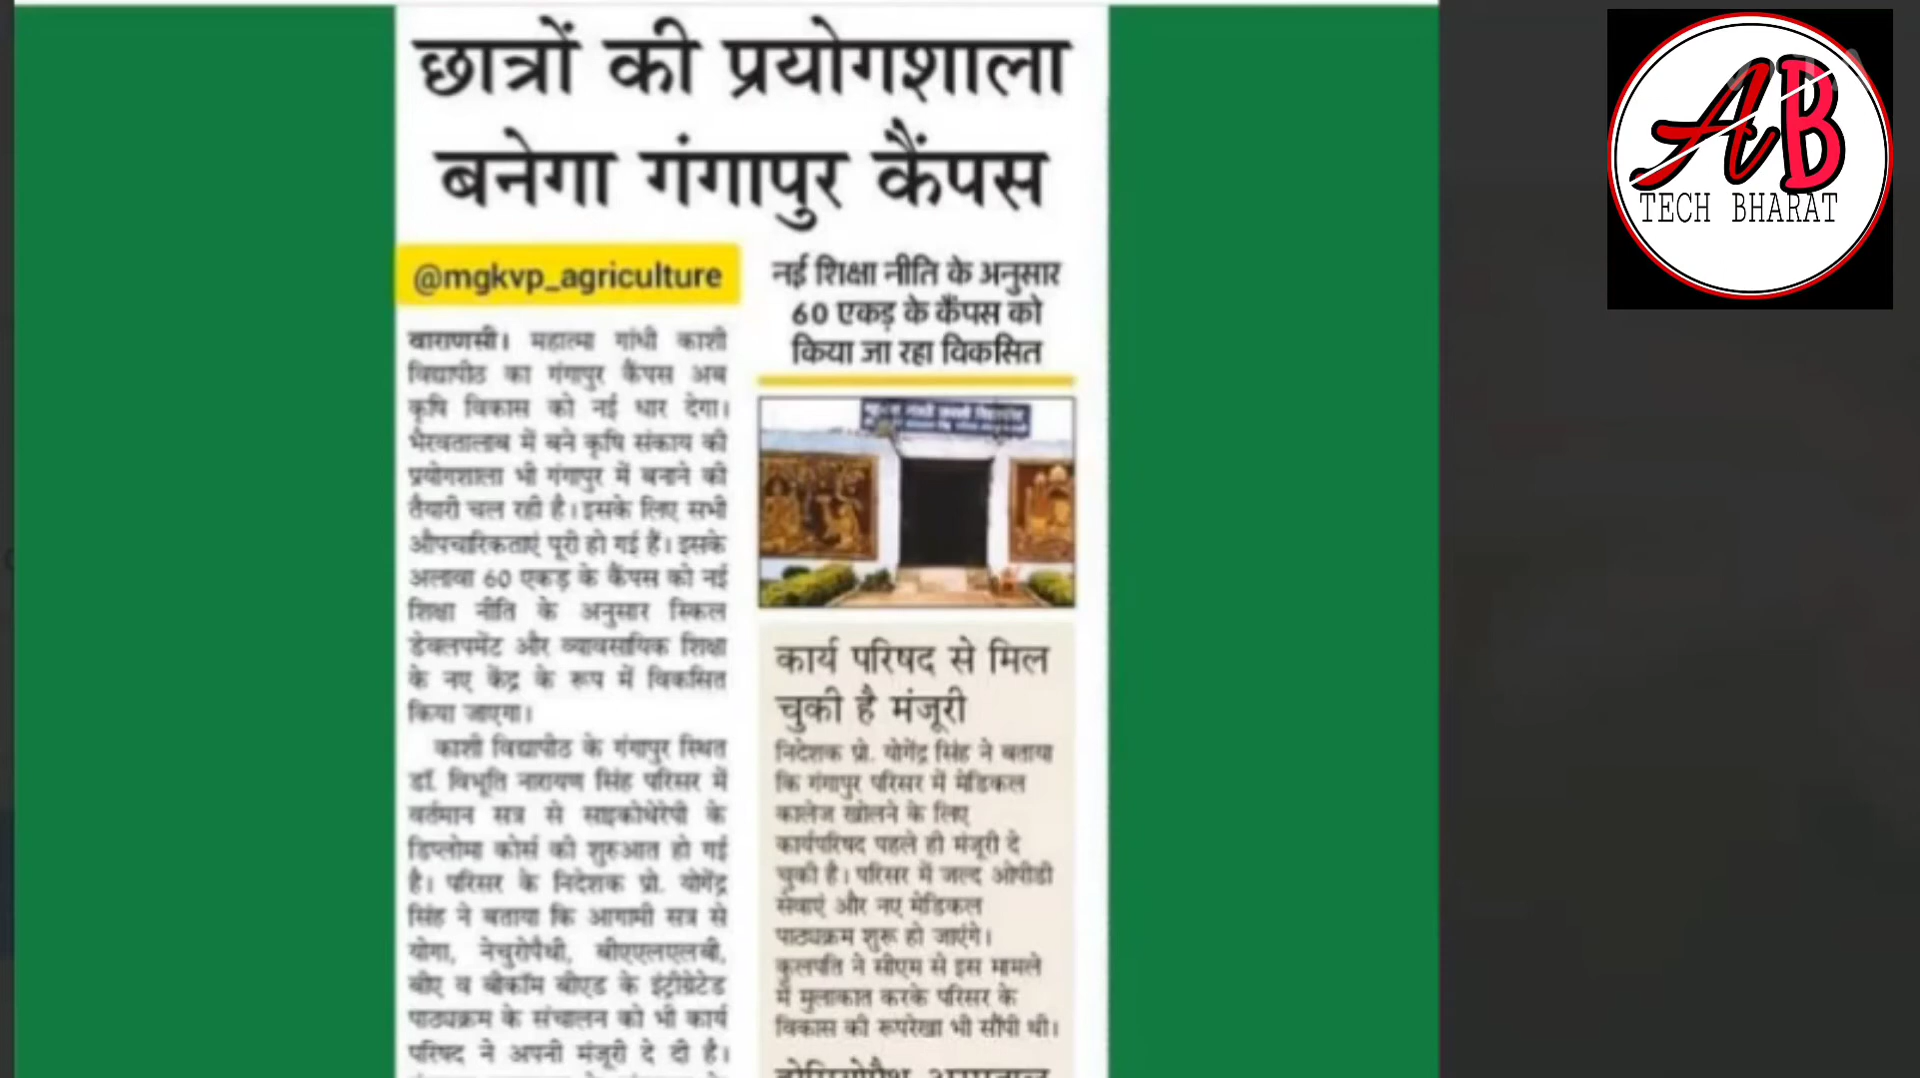 छात्रों की प्रयोगशाला
बनेगा गंगापुर कैंपस
@mgkvp_agriculture
वाराणसी। महात्मा गांधी काशी
विद्यापीठ का गंगापुर कैंपस अब
कृषि विकास को नई धार देगा।
भैरवतालाब में बने कृषि संकाय की
प्रयोगशाला भी गंगापुर में बनाने की
तैयारी चल रही है। इसके लिए सभी
औपचारिकताएं पूरी हो गई हैं। इसके
अलावा 60 एकड़ के कैंपस को नई
शिक्षा नीति के अनुसार स्किल
डेवलपमेंट और व्यावसायिक शिक्षा
के नए केंद्र के रूप में विकसित
किया जाएगा।
काशी विद्यापीठ के गंगापुर स्थित
डॉ. विभूति नारायण सिंह परिसर में
वर्तमान सत्र से साइकोथेरेपी के
डिप्लोमा कोर्स की शुरुआत हो गई
है। परिसर के निदेशक प्रो. योगेंद्र
सिंह ने बताया कि आगामी सत्र से
योगा, नेचुरोपैथी, बीएएलएलबी,
बीए व बीकॉम बीएड के इंटीग्रेटेड
पाठ्यक्रम के संचालन को भी कार्य
परिषद ने अपनी मंजूरी दे दी है।
नई शिक्षा नीति के अनुसार
60 एकड़ के कैंपस को
किया जा रहा विकसित
कार्य परिषद से मिल
चुकी है मंजूरी
निदेशक प्रो. योगेंद्र सिंह ने बताया
कि गंगापुर परिसर में मेडिकल
कालेज खोलने के लिए
कार्यपरिषद पहले ही मंजूरी दे
चुकी है। परिसर में जल्द ओपीडी
सेवाएं और नए मेडिकल
पाठ्यक्रम शुरू हो जाएंगे।
कुलपति ने सीएम से इस मामले
में मुलाकात करके परिसर के
विकास की रूपरेखा भी सौंपी थी।
AB
TECH BHARAT